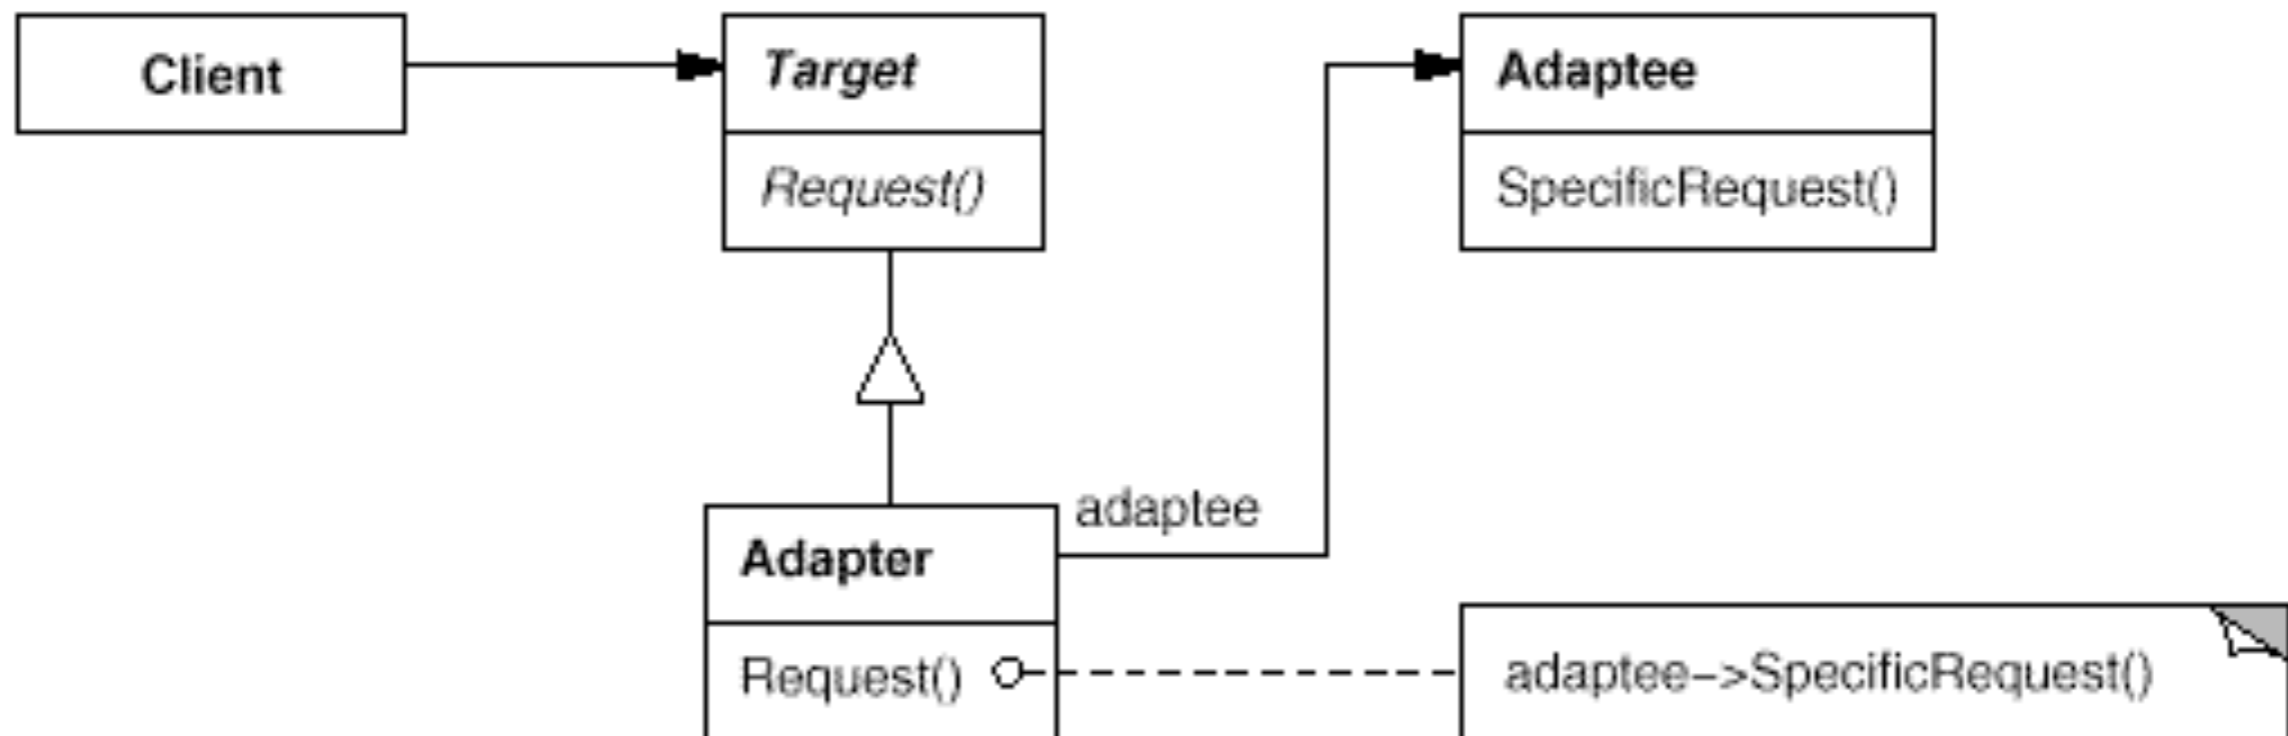 Client
Target
Request()
Adaptee
SpecificRequest()
adaptee
Adapter
Request()
adaptee->SpecificRequest()